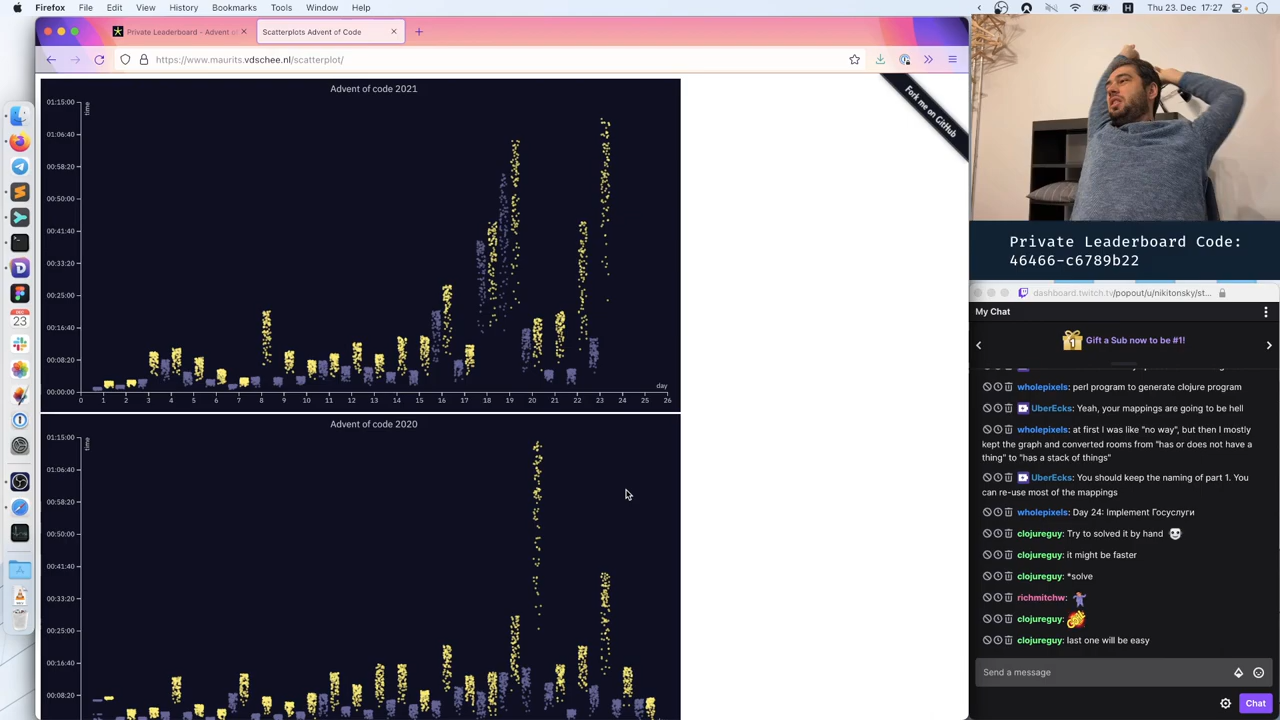 Firefox File Edit View History Bookmarks Tools Window Help
Thu 23. Dec 17:27
Private Leaderboard - Advent of
Scatterplots Advent of Code
https://www.maurits.vdschee.nl/scatterplot/
Fork me on GitHub
Advent of code 2021
time
01:15:00
01:06:40
00:58:20
00:50:00
00:41:40
00:33:20
00:25:00
00:16:40
00:08:20
00:00:00
day
0 1 2 3 4 5 6 7 8 9 10 11 12 13 14 15 16 17 18 19 20 21 22 23 24 25 26
Advent of code 2020
time
01:15:00
01:06:40
00:58:20
00:50:00
00:41:40
00:33:20
00:25:00
00:16:40
00:08:20
DEC
23
Private Leaderboard Code:
46466-c6789b22
dashboard.twitch.tv/popout/u/nikitonsky/st...
My Chat
1 Gift a Sub now to be #1!
wholepixels: perl program to generate clojure program
UberEcks: Yeah, your mappings are going to be hell
wholepixels: at first I was like "no way", but then I mostly
kept the graph and converted rooms from "has or does not have a
thing" to "has a stack of things"
UberEcks: You should keep the naming of part 1. You
can re-use most of the mappings
wholepixels: Day 24: Implement Госуслуги
clojureguy: Try to solved it by hand
clojureguy: it might be faster
clojureguy: *solve
richmitchw:
clojureguy:
clojureguy: last one will be easy
Send a message
Chat